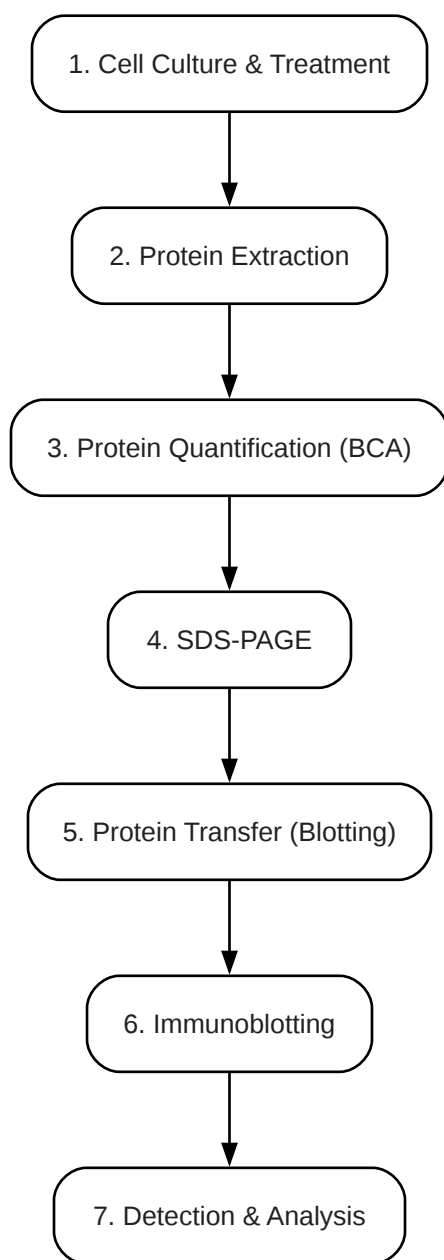 1. Cell Culture & Treatment
2. Protein Extraction
3. Protein Quantification (BCA)
4. SDS-PAGE
5. Protein Transfer (Blotting)
6. Immunoblotting
7. Detection & Analysis